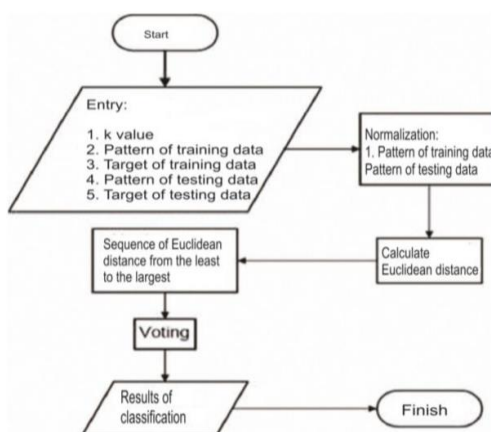 Start
Entry:
1. k value
2. Pattern of training data
3. Target of training data
4. Pattern of testing data
5. Target of testing data
Normalization:
1. Pattern of training data
Pattern of testing data
Calculate
Euclidean distance
Sequence of Euclidean
distance from the least
to the largest
Voting
Results of
classification
Finish